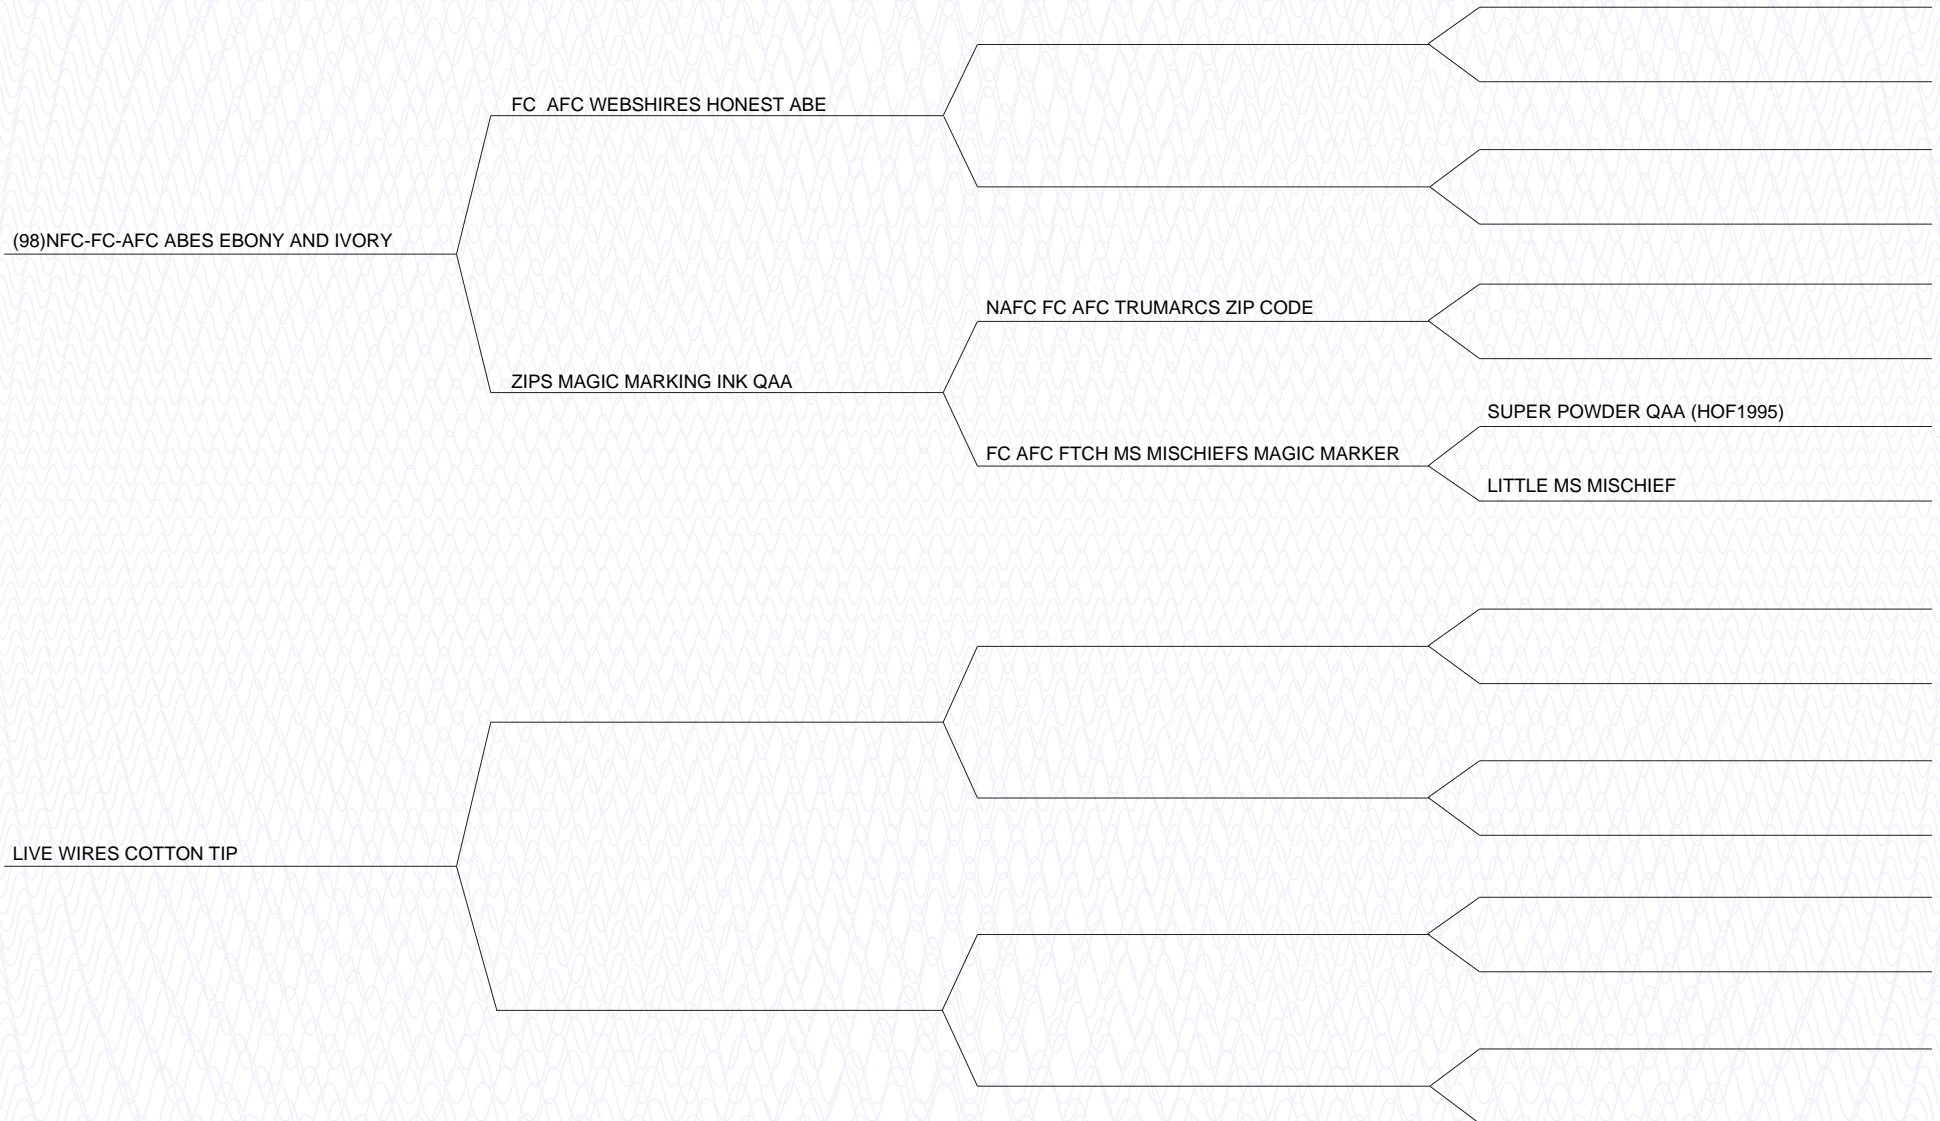 FC  AFC WEBSHIRES HONEST ABE
(98)NFC-FC-AFC ABES EBONY AND IVORY
NAFC FC AFC TRUMARCS ZIP CODE
ZIPS MAGIC MARKING INK QAA
SUPER POWDER QAA (HOF1995)
FC AFC FTCH MS MISCHIEFS MAGIC MARKER
LITTLE MS MISCHIEF
LIVE WIRES COTTON TIP